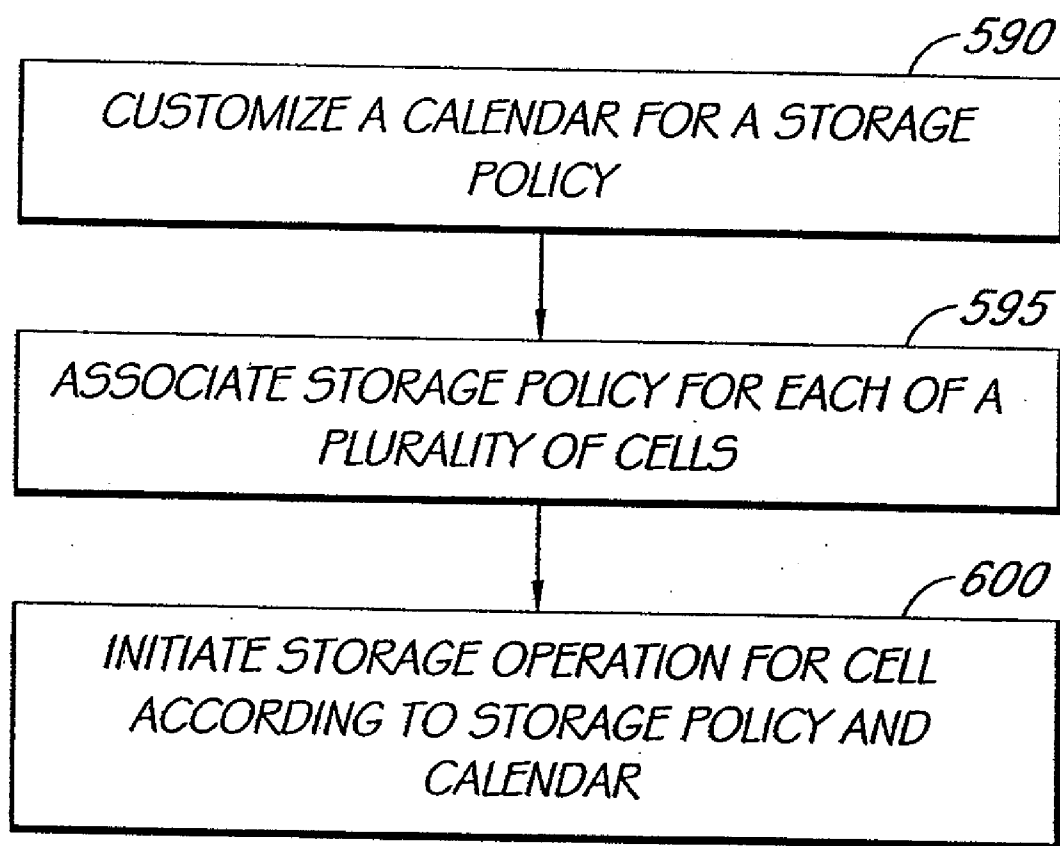 590
CUSTOMIZE A CALENDAR FOR A STORAGE
POLICY
595
ASSOCIATE STORAGE POLICY FOR EACH OF A
PLURALITY OF CELLS
600
INITIATE STORAGE OPERATION FOR CELL
ACCORDING TO STORAGE POLICY AND
CALENDAR